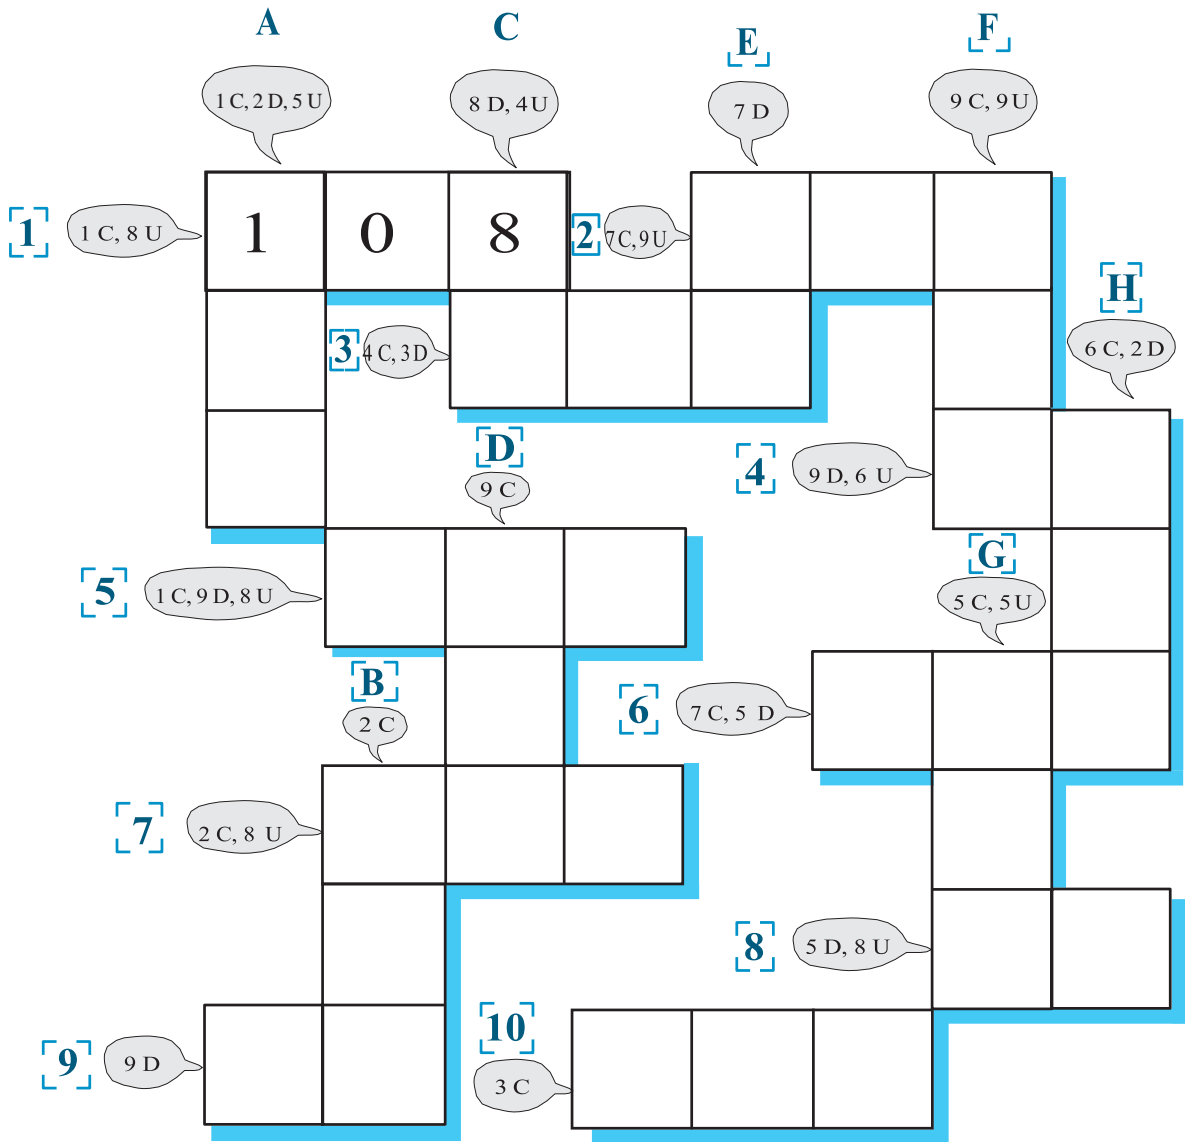 A C E F
1 C, 2 D, 5 U
8 D, 4 U
7 D
9 C, 9 U
1
1 C, 8 U
1 0 8
2
7 C, 9 U
H
6 C, 2 D
3
4 C, 3 D
D
9 C
4
9 D, 6 U
5
1 C, 9 D, 8 U
G
5 C, 5 U
B
2 C
6
7 C, 5 D
7
2 C, 8 U
8
5 D, 8 U
9
9 D
10
3 C